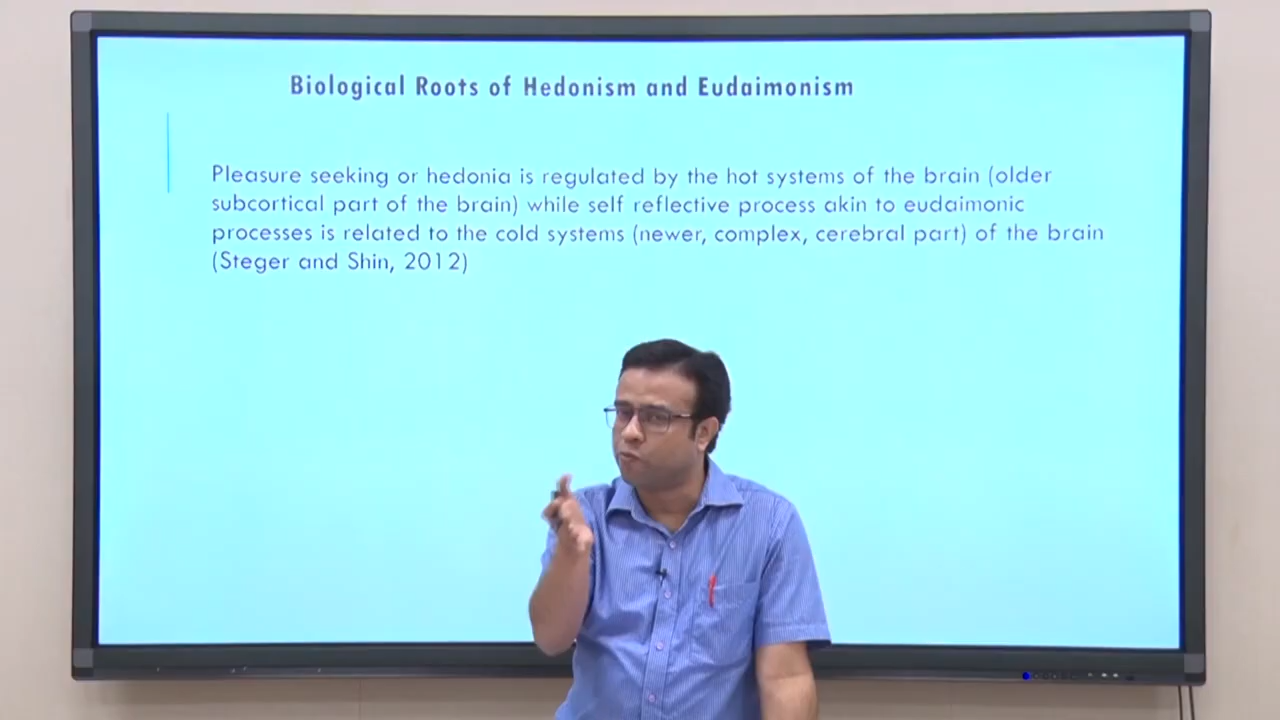 Biological Roots of Hedonism and Eudaimonism
Pleasure seeking or hedonia is regulated by the hot systems of the brain (older
subcortical part of the brain) while self reflective process akin to eudaimonic
processes is related to the cold systems (newer, complex, cerebral part) of the brain
(Steger and Shin, 2012)